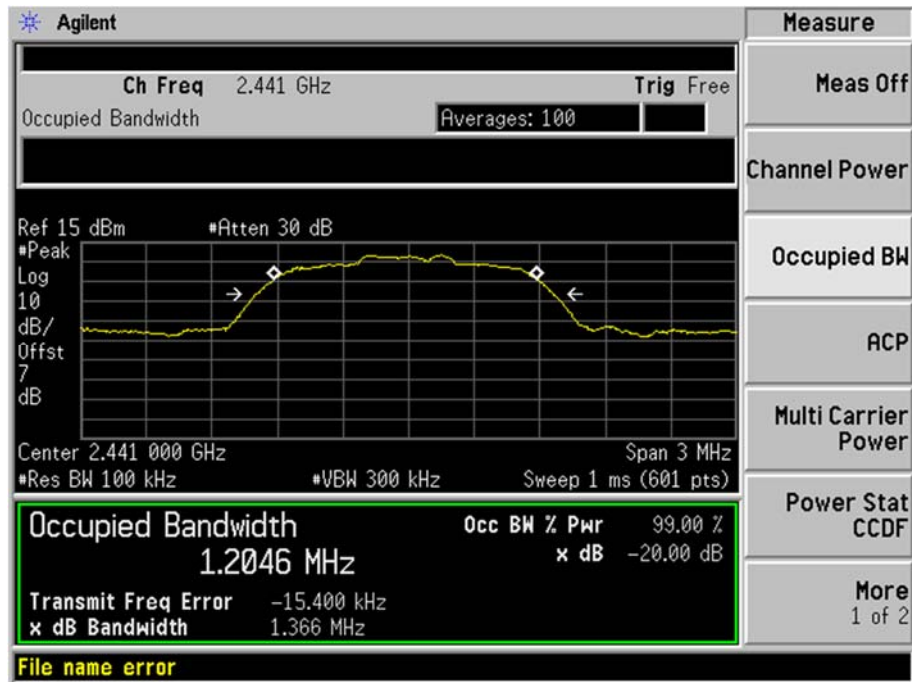 Agilent
Measure
Ch Freq 2.441 GHz
Trig Free
Occupied Bandwidth
Averages: 100
Meas Off
Channel Power
Occupied BW
ACP
Multi Carrier
Power
Power Stat
CCDF
More
1 of 2
Ref 15 dBm
#Atten 30 dB
#Peak
Log
10
dB/
Offst
7
dB
Center 2.441 000 GHz
Span 3 MHz
#Res BW 100 kHz
#VBW 300 kHz
Sweep 1 ms (601 pts)
Occupied Bandwidth
1.2046 MHz
Occ BW % Pwr 99.00 %
x dB -20.00 dB
Transmit Freq Error -15.400 kHz
x dB Bandwidth 1.366 MHz
File name error